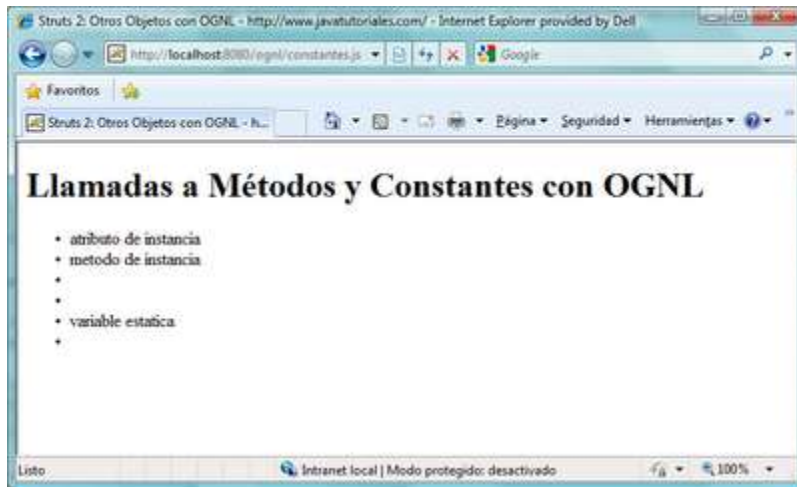 Struts 2: Otros Objetos con OGNL - http://www.javatutoriales.com/ - Internet Explorer provided by Dell
http://localhost:8080/ognl/constantes.js
Google
Favoritos
Struts 2: Otros Objetos con OGNL - h...
Página
Seguridad
Herramientas
Llamadas a Métodos y Constantes con OGNL
• atributo de instancia
• metodo de instancia
•
•
• variable estatica
•
Listo
Intranet local | Modo protegido: desactivado
100%